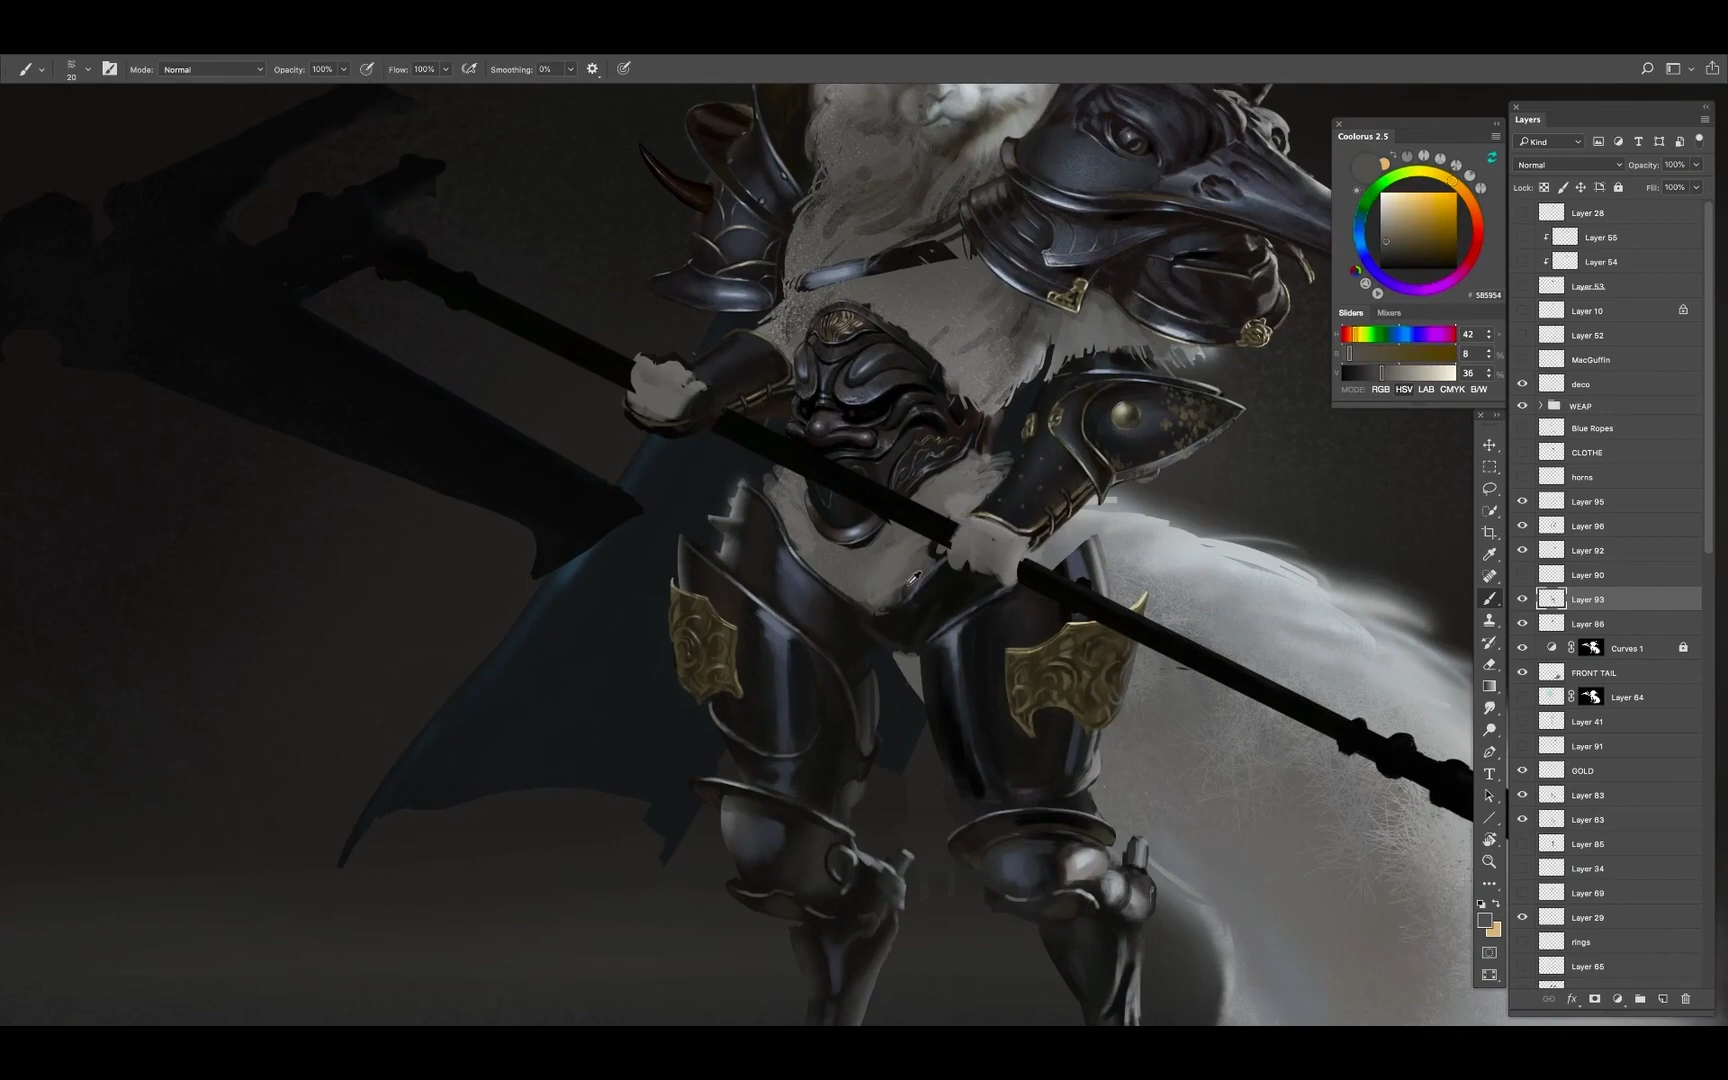 20
Mode: Normal Opacity: 100% Flow: 100% Smoothing: 0%
Coolorus 2.5
# 585954
Sliders Mixers
H 42 °
S 8 %
V 36 %
MODE: RGB HSV LAB CMYK B/W
Layers
Kind
Normal Opacity: 100%
Lock: Fill: 100%
Layer 28
Layer 55
Layer 54
Layer 53
Layer 10
Layer 52
MacGuffin
deco
WEAP
Blue Ropes
CLOTHE
horns
Layer 95
Layer 96
Layer 92
Layer 90
Layer 93
Layer 86
Curves 1
FRONT TAIL
Layer 64
Layer 41
Layer 91
GOLD
Layer 83
Layer 63
Layer 85
Layer 34
Layer 69
Layer 29
rings
Layer 65
fx